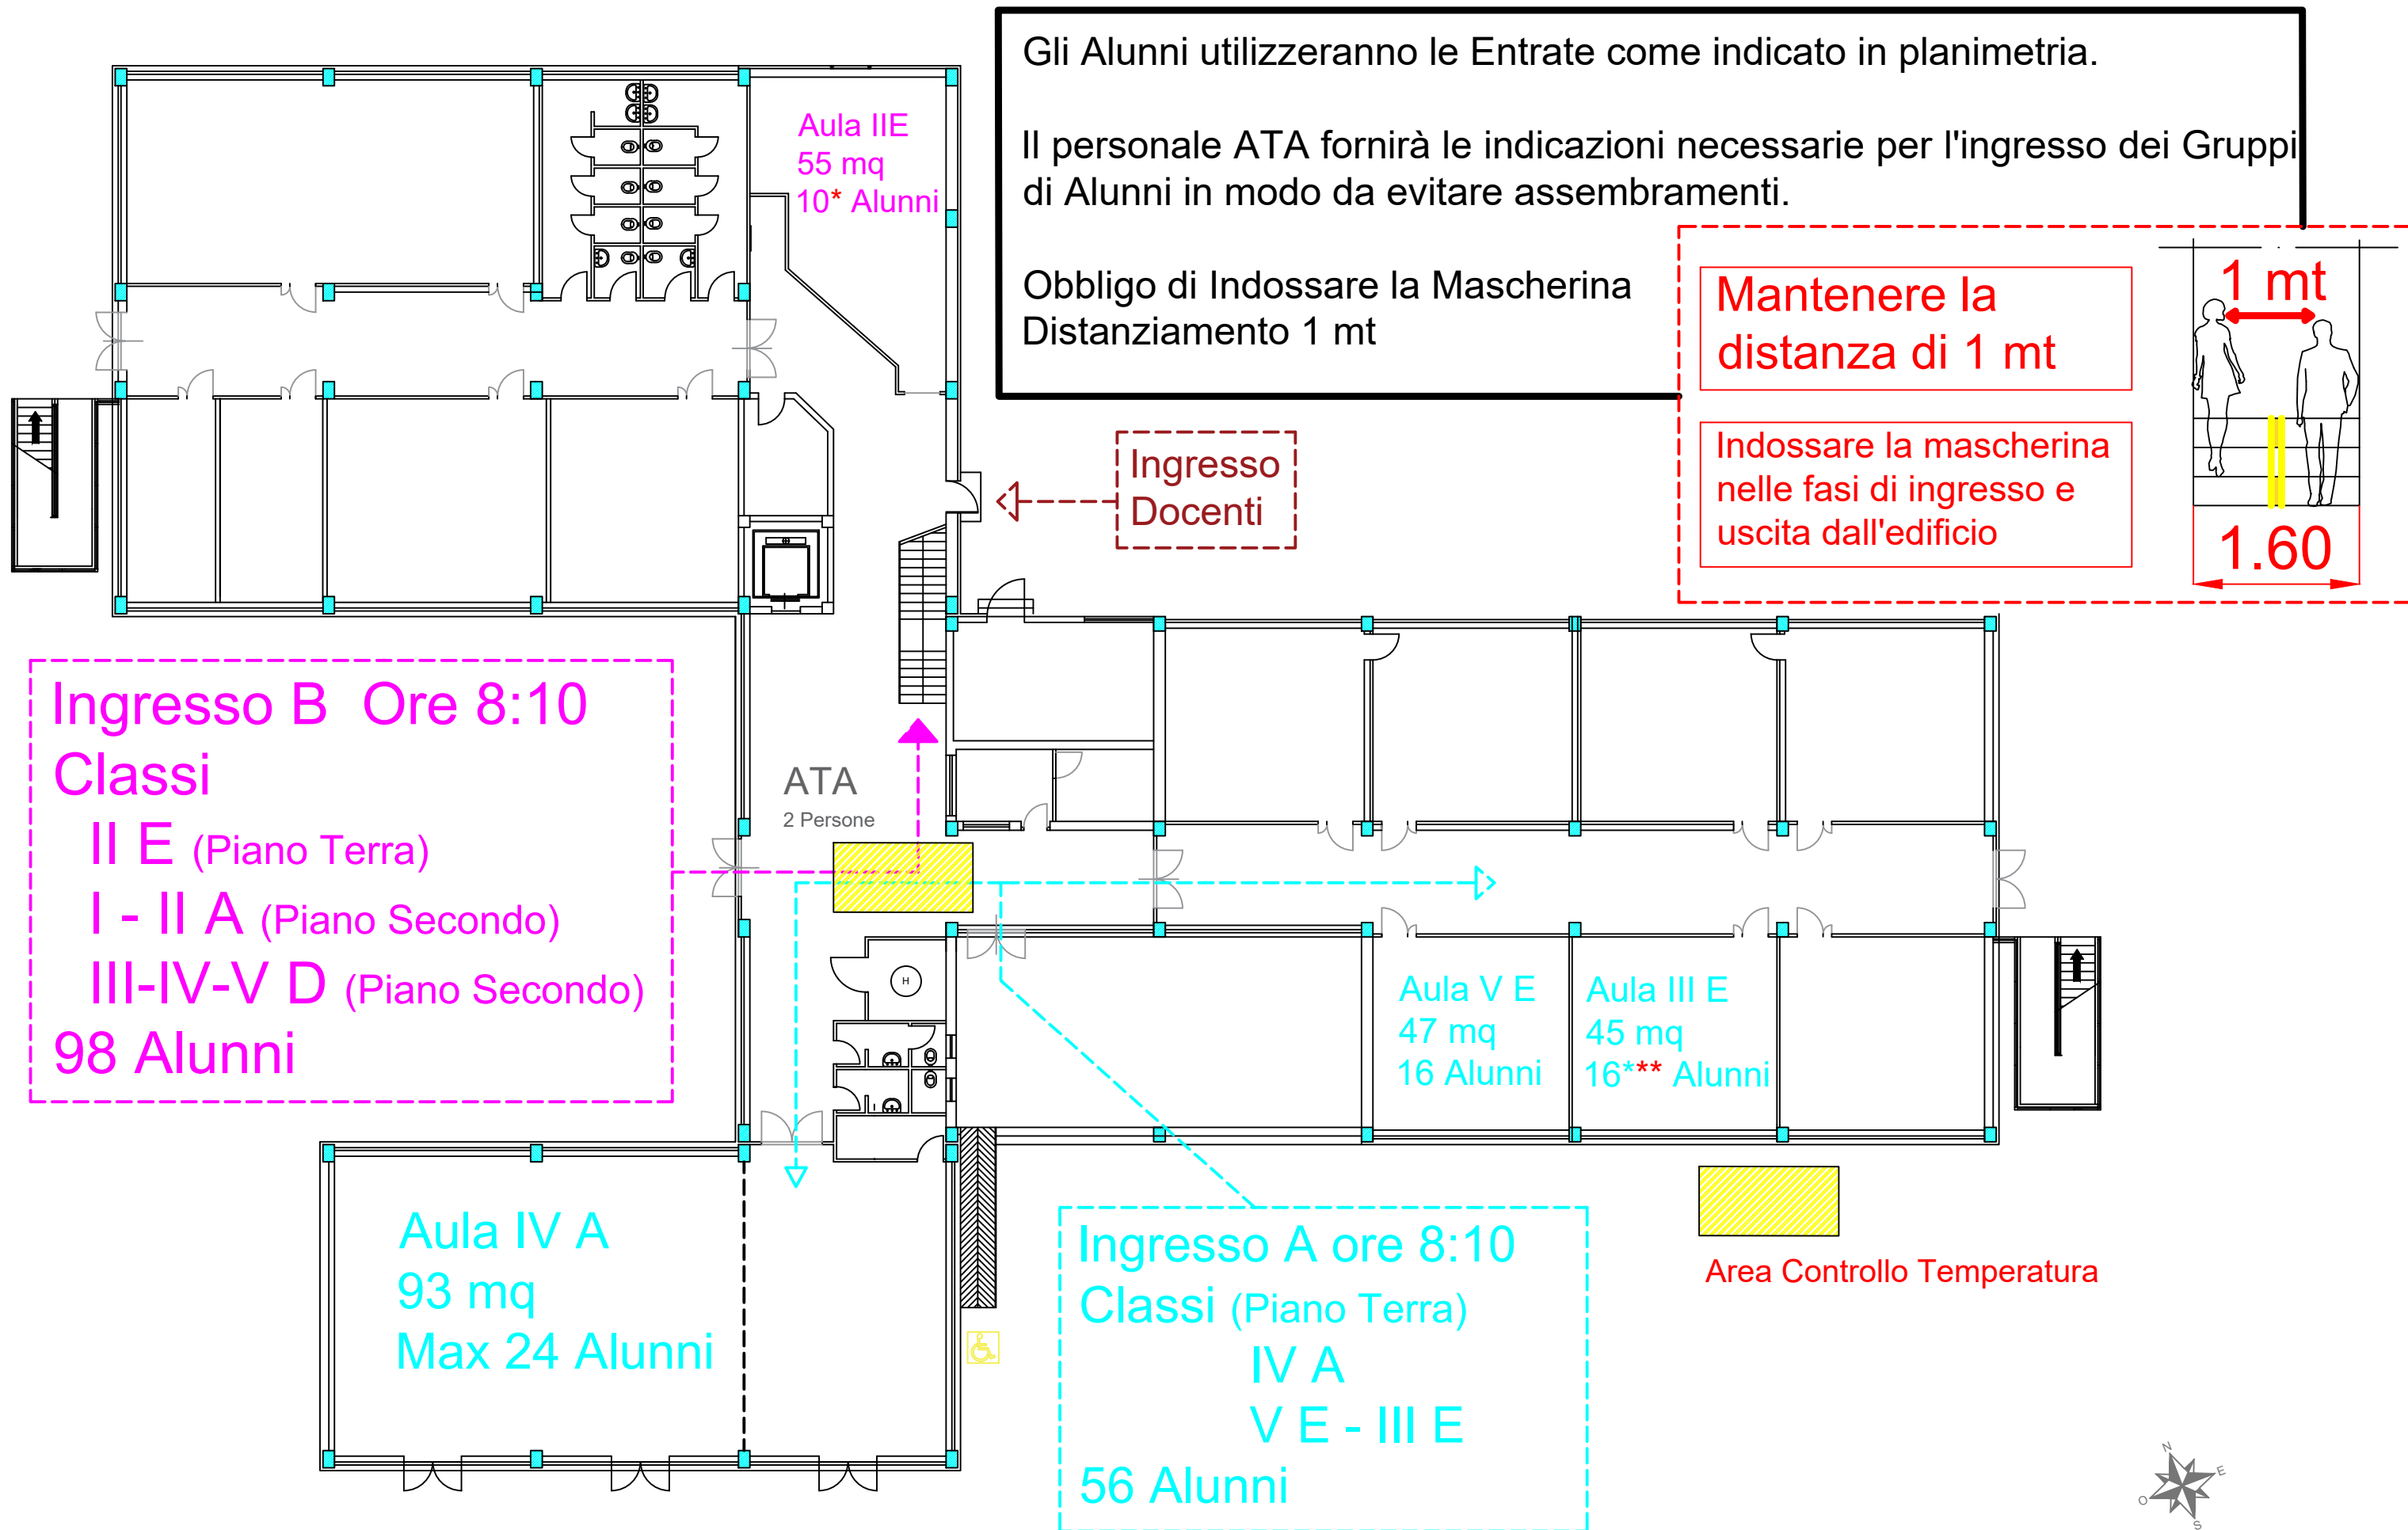 Gli Alunni utilizzeranno le Entrate come indicato in planimetria.
Il personale ATA fornirà le indicazioni necessarie per l'ingresso dei Gruppi
di Alunni in modo da evitare assembramenti.
Obbligo di Indossare la Mascherina
Distanziamento 1 mt
Aula IIE
55 mq
10* Alunni
Mantenere la
distanza di 1 mt
Indossare la mascherina
nelle fasi di ingresso e
uscita dall'edificio
1 mt
1.60
Ingresso
Docenti
Ingresso B Ore 8:10
Classi
II E (Piano Terra)
I - II A (Piano Secondo)
III-IV-V D (Piano Secondo)
98 Alunni
ATA
2 Persone
H
Aula V E
47 mq
16 Alunni
Aula III E
45 mq
16*** Alunni
Aula IV A
93 mq
Max 24 Alunni
Ingresso A ore 8:10
Classi (Piano Terra)
IV A
V E - III E
56 Alunni
Area Controllo Temperatura
N
E
O
S